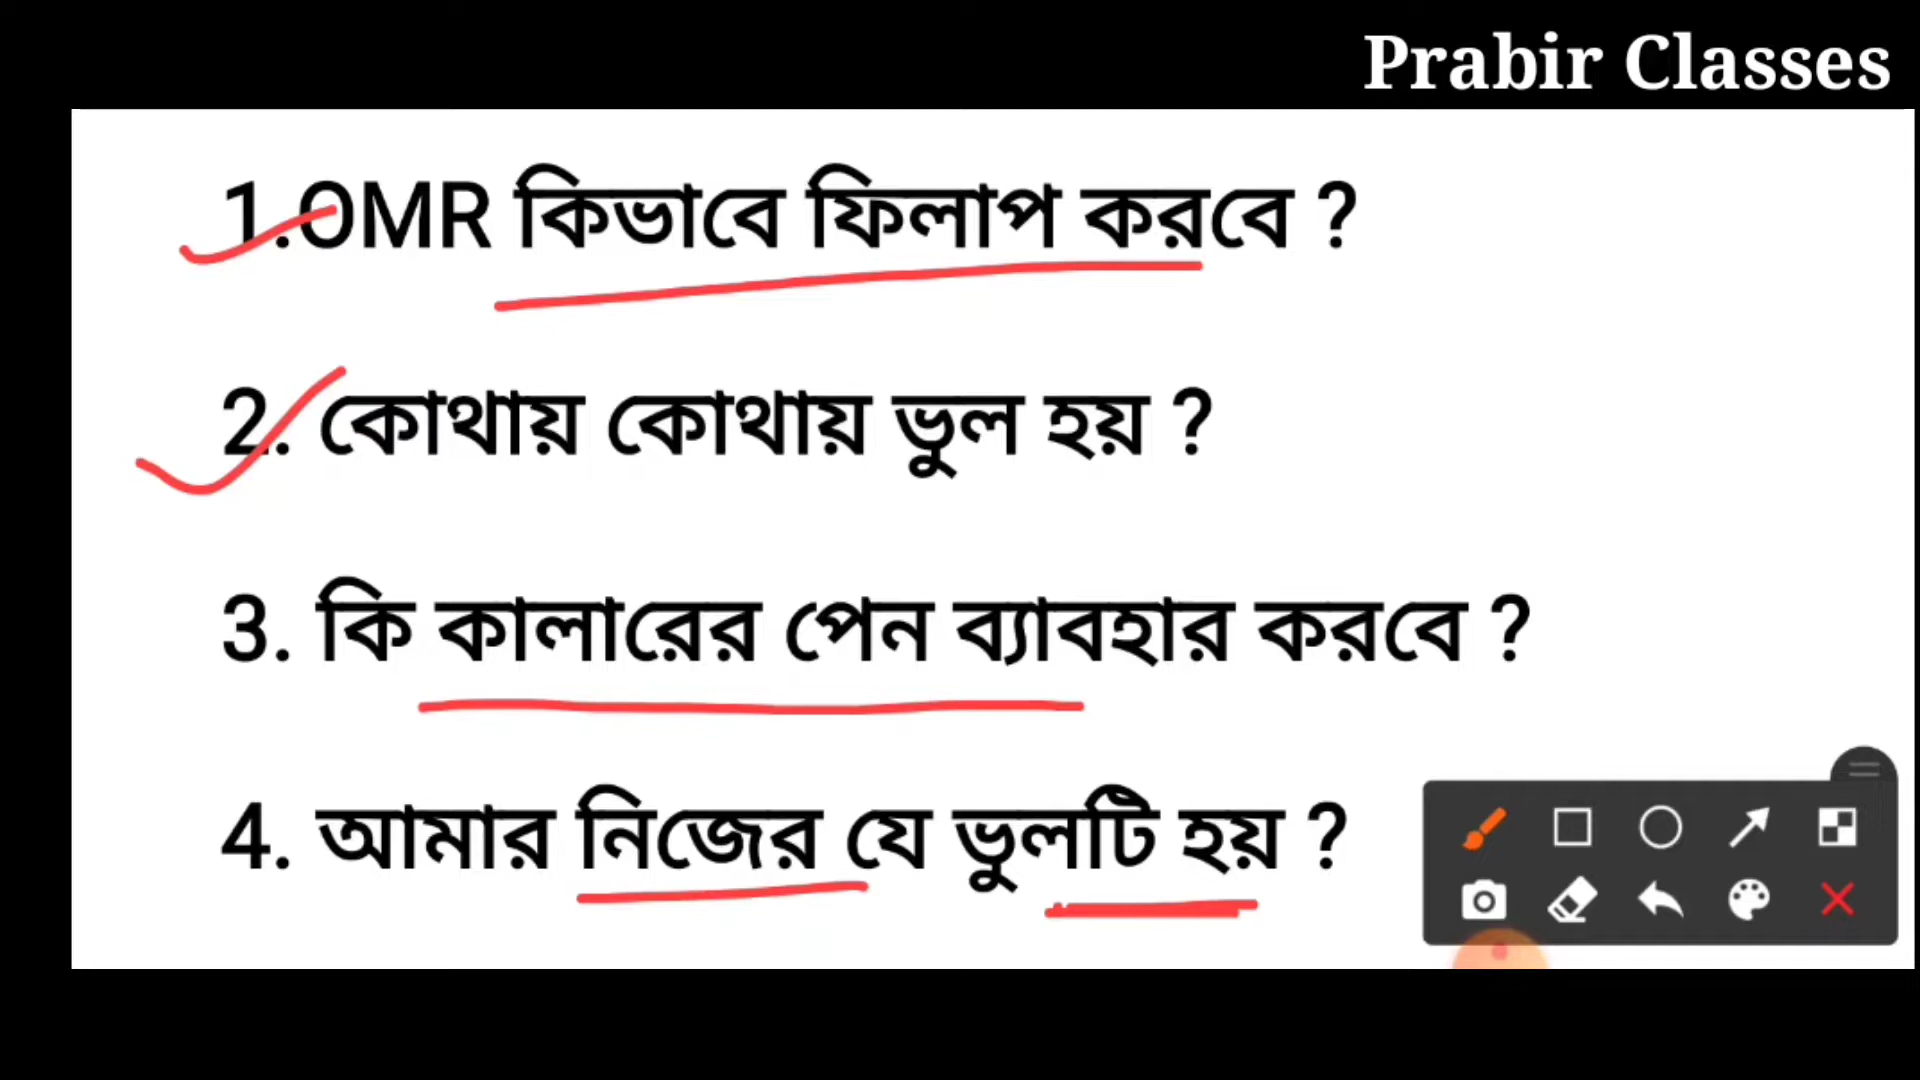 Prabir Classes
1.OMR কিভাবে ফিলাপ করবে ?
2. কোথায় কোথায় ভুল হয় ?
3. কি কালারের পেন ব্যাবহার করবে ?
4. আমার নিজের যে ভুলটি হয় ?